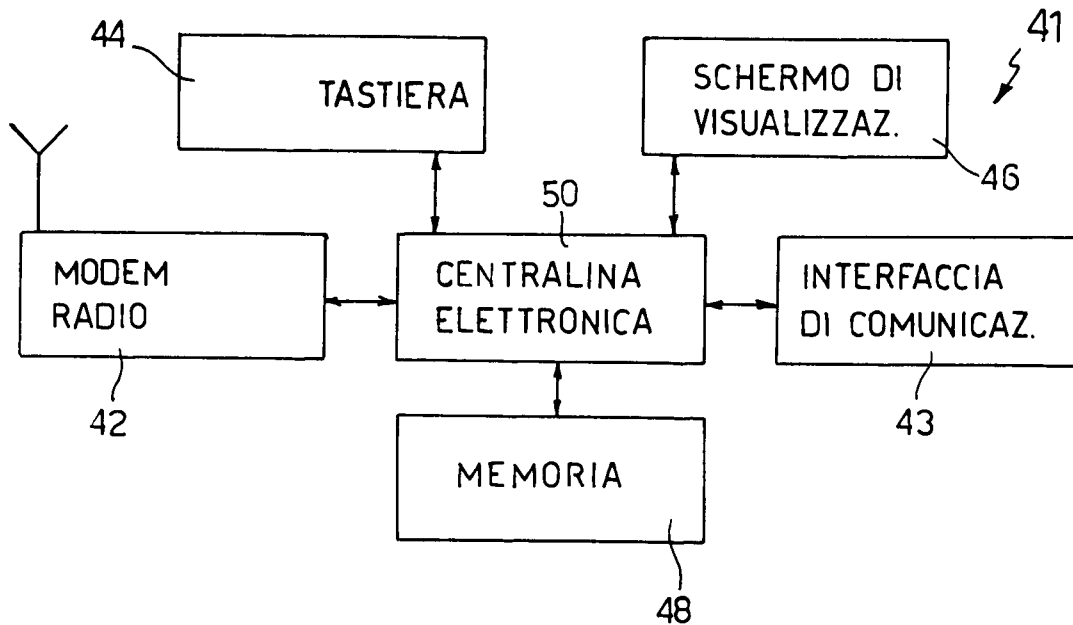 44
TASTIERA
SCHERMO DI
VISUALIZZAZ.
41
46
50
MODEM
RADIO
CENTRALINA
ELETTRONICA
INTERFACCIA
DI COMUNICAZ.
42
43
MEMORIA
48